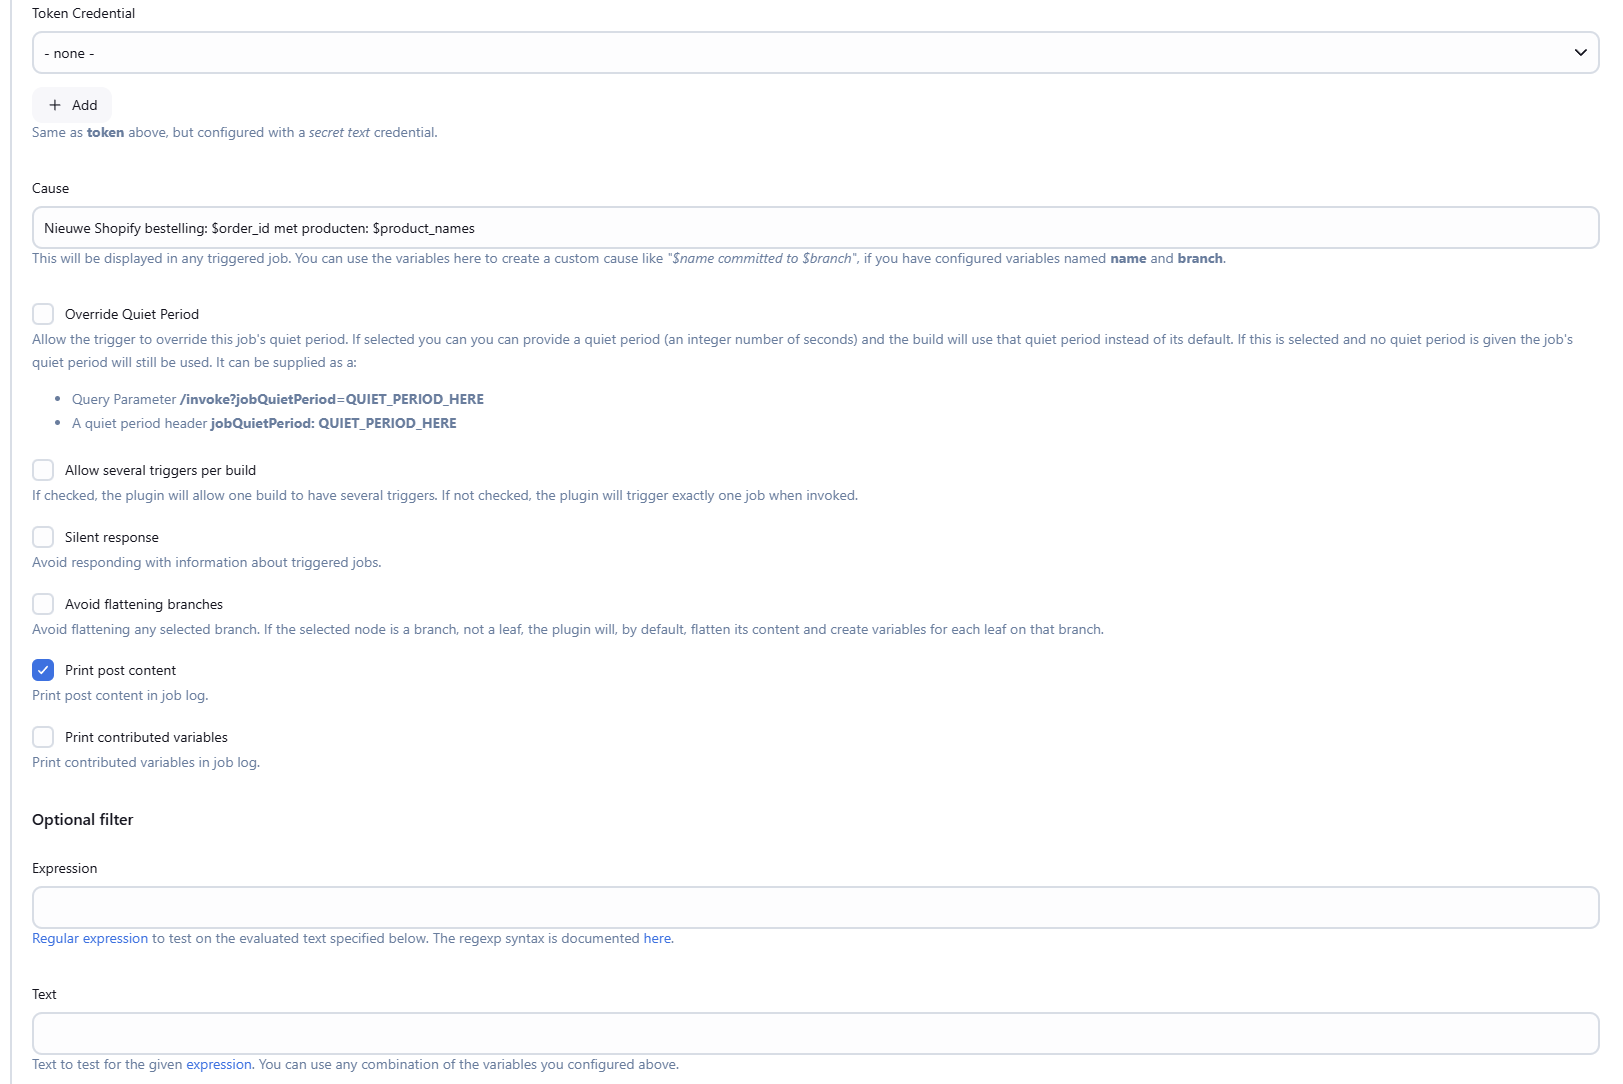 Token Credential
- none -
Add
Same as token above, but configured with a secret text credential.
Cause
Nieuwe Shopify bestelling: $order_id met producten: $product_names
This will be displayed in any triggered job. You can use the variables here to create a custom cause like "$name committed to $branch", if you have configured variables named name and branch.
Override Quiet Period
Allow the trigger to override this job's quiet period. If selected you can you can provide a quiet period (an integer number of seconds) and the build will use that quiet period instead of its default. If this is selected and no quiet period is given the job's
quiet period will still be used. It can be supplied as a:
• Query Parameter /invoke?jobQuietPeriod=QUIET_PERIOD_HERE
• A quiet period header jobQuietPeriod: QUIET_PERIOD_HERE
Allow several triggers per build
If checked, the plugin will allow one build to have several triggers. If not checked, the plugin will trigger exactly one job when invoked.
Silent response
Avoid responding with information about triggered jobs.
Avoid flattening branches
Avoid flattening any selected branch. If the selected node is a branch, not a leaf, the plugin will, by default, flatten its content and create variables for each leaf on that branch.
Print post content
Print post content in job log.
Print contributed variables
Print contributed variables in job log.
Optional filter
Expression
Regular expression to test on the evaluated text specified below. The regexp syntax is documented here.
Text
Text to test for the given expression. You can use any combination of the variables you configured above.